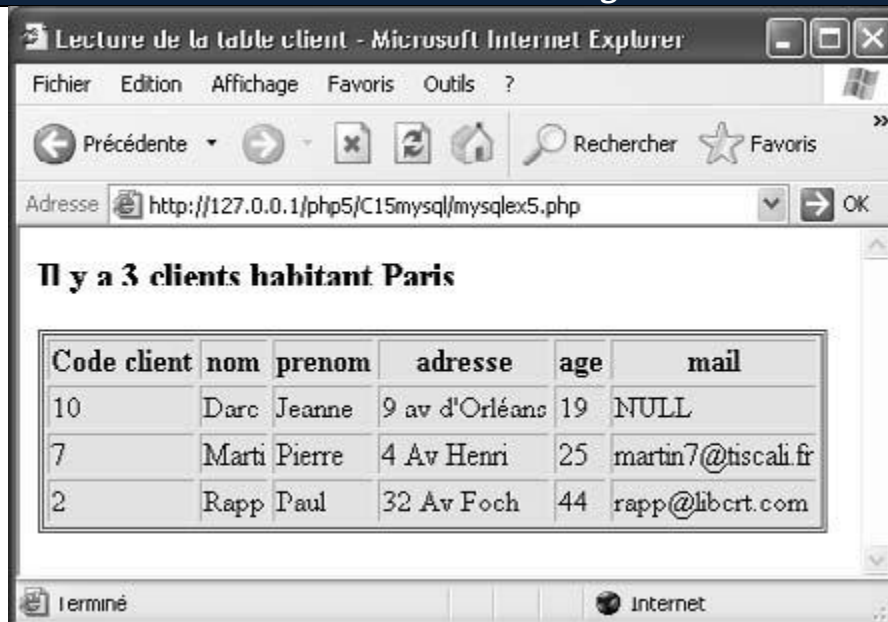 Lecture de la table client - Microsoft Internet Explorer
Fichier Edition Affichage Favoris Outils ?
Précédente Rechercher Favoris »
Adresse http://127.0.0.1/php5/C15mysql/mysqlex5.php OK
Il y a 3 clients habitant Paris
Code client nom prenom adresse age mail
10 Darc Jeanne 9 av d'Orléans 19 NULL
7 Marti Pierre 4 Av Henri 25 martin7@tiscali.fr
2 Rapp Paul 32 Av Foch 44 rapp@libert.com
Terminé Internet